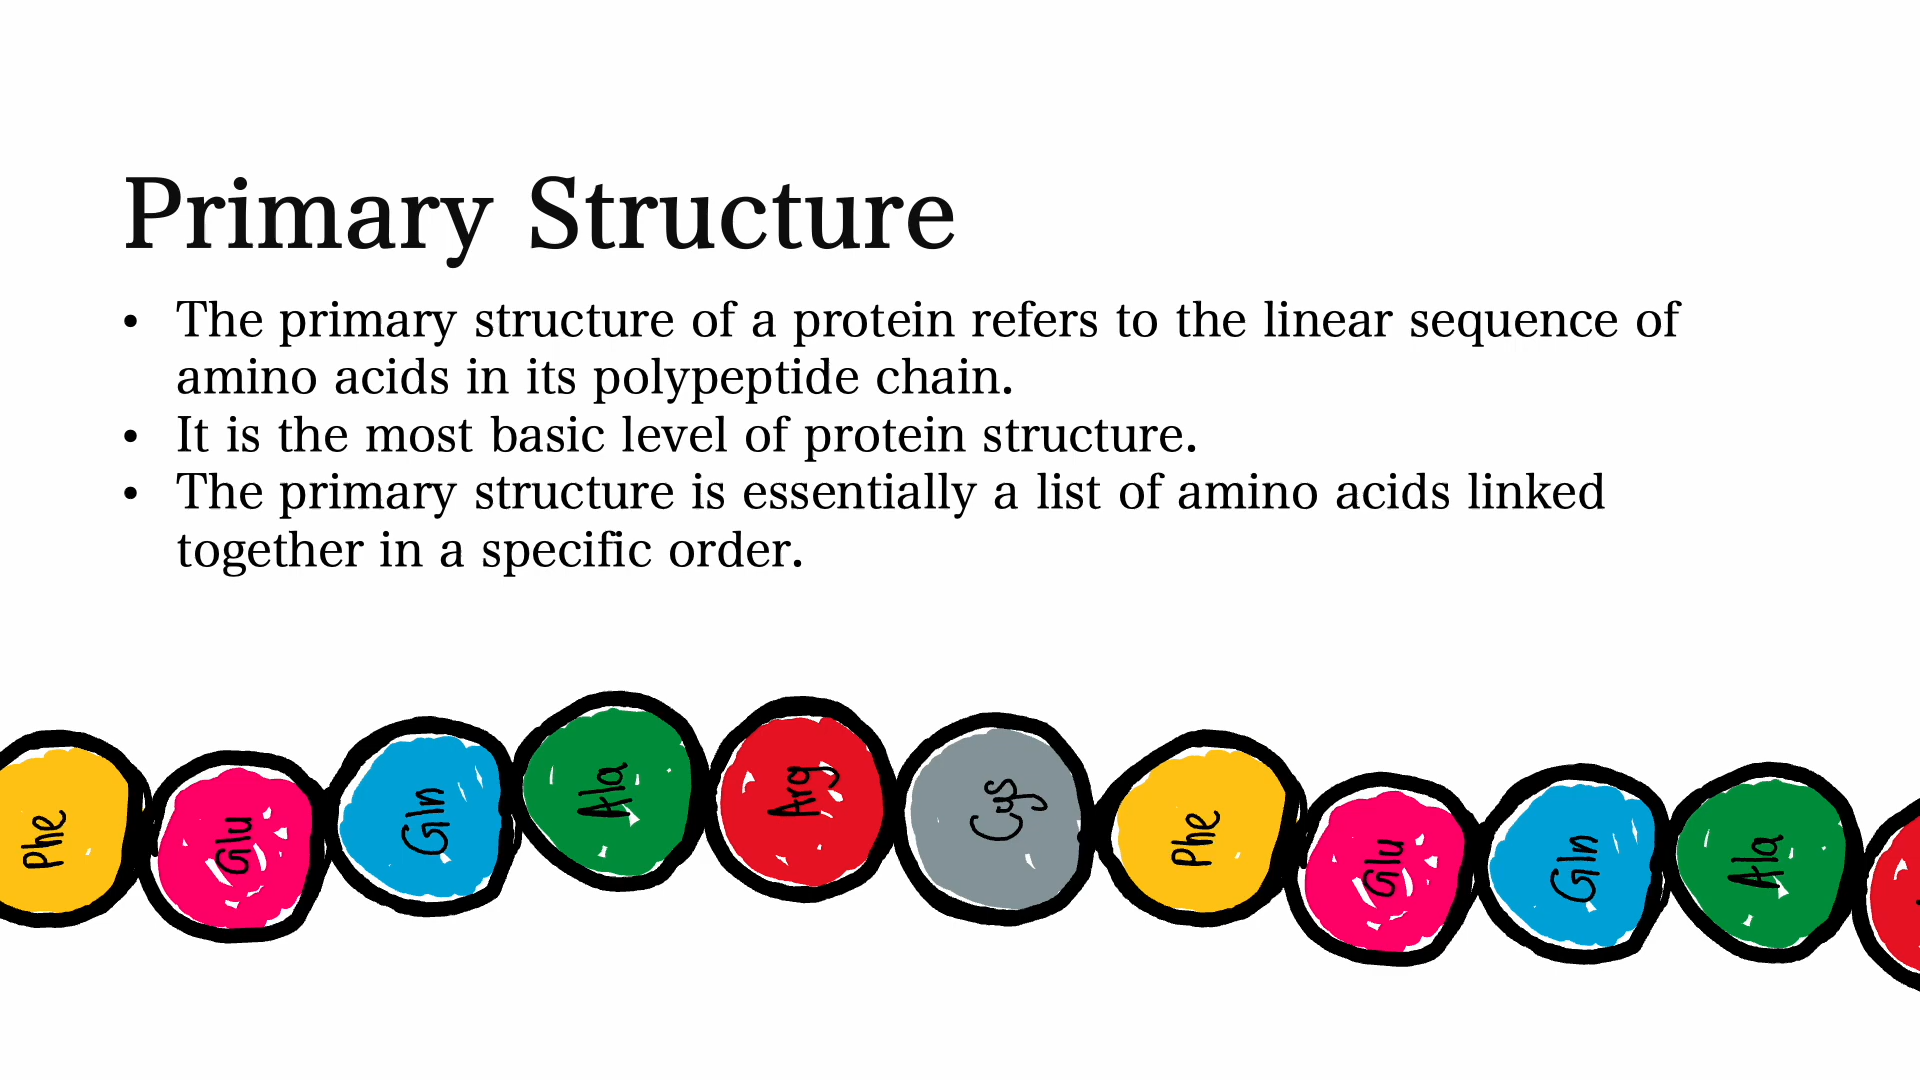 Primary Structure
• The primary structure of a protein refers to the linear sequence of
amino acids in its polypeptide chain.
• It is the most basic level of protein structure.
• The primary structure is essentially a list of amino acids linked
together in a specific order.
Phe
Glu
Gln
Ala
Arg
Cys
Phe
Glu
Gln
Ala